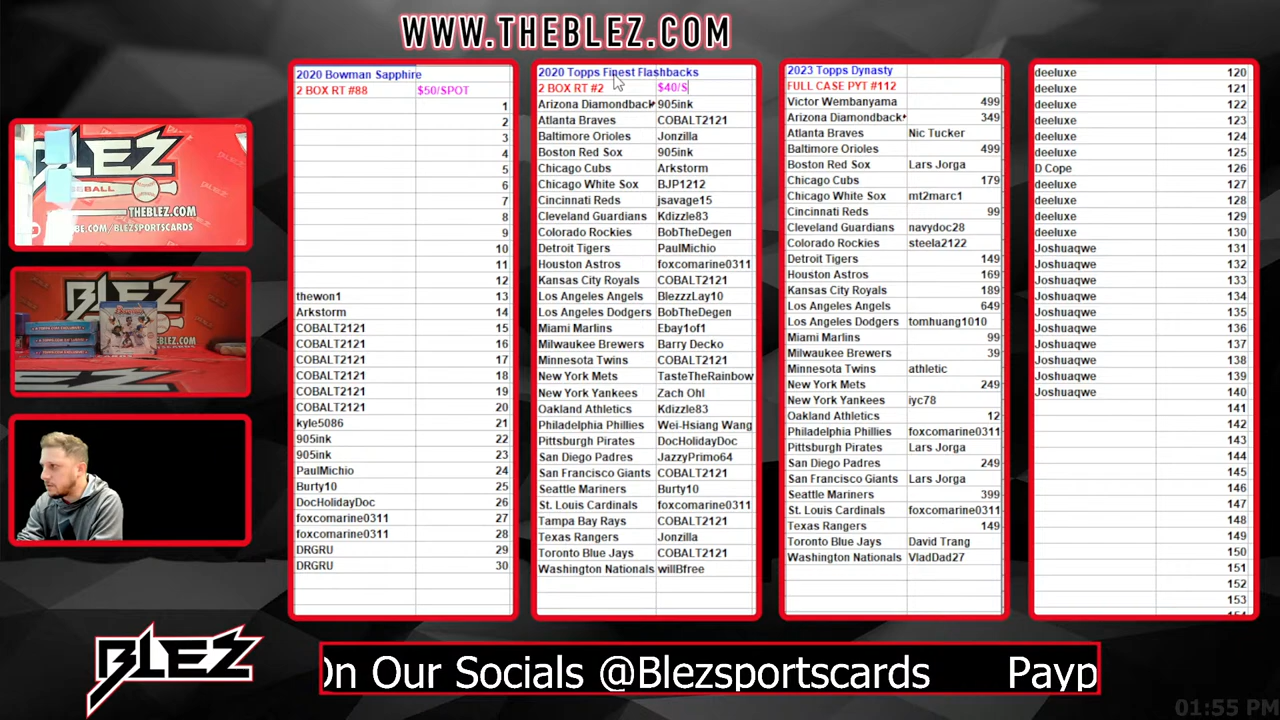 WWW.THEBLEZ.COM
BLEZ
BASEBALL
THEBLEZ.COM
BE.COM/BLEZSPORTSCARDS
2020 Bowman Sapphire
2 BOX RT #88 $50/SPOT
1
2
3
4
5
6
7
8
9
10
11
12
thewon1 13
Arkstorm 14
COBALT2121 15
COBALT2121 16
COBALT2121 17
COBALT2121 18
COBALT2121 19
COBALT2121 20
kyle5086 21
905ink 22
905ink 23
PaulMichio 24
Burty10 25
DocHolidayDoc 26
foxcomarine0311 27
foxcomarine0311 28
DRGRU 29
DRGRU 30
2020 Topps Finest Flashbacks
2 BOX RT #2 $40/S
Arizona Diamondback 905ink
Atlanta Braves COBALT2121
Baltimore Orioles Jonzilla
Boston Red Sox 905ink
Chicago Cubs Arkstorm
Chicago White Sox BJP1212
Cincinnati Reds jsavage15
Cleveland Guardians Kdizzle83
Colorado Rockies BobTheDegen
Detroit Tigers PaulMichio
Houston Astros foxcomarine0311
Kansas City Royals COBALT2121
Los Angeles Angels BlezzzLay10
Los Angeles Dodgers BobTheDegen
Miami Marlins Ebay1of1
Milwaukee Brewers Barry Decko
Minnesota Twins COBALT2121
New York Mets TasteTheRainbow
New York Yankees Zach Ohl
Oakland Athletics Kdizzle83
Philadelphia Phillies Wei-Hsiang Wang
Pittsburgh Pirates DocHolidayDoc
San Diego Padres JazzyPrimo64
San Francisco Giants COBALT2121
Seattle Mariners Burty10
St. Louis Cardinals foxcomarine0311
Tampa Bay Rays COBALT2121
Texas Rangers Jonzilla
Toronto Blue Jays COBALT2121
Washington Nationals willBfree
2023 Topps Dynasty
FULL CASE PYT #112
Victor Wembanyama 499
Arizona Diamondback 349
Atlanta Braves Nic Tucker
Baltimore Orioles 499
Boston Red Sox Lars Jorga
Chicago Cubs 179
Chicago White Sox mt2marc1
Cincinnati Reds 99
Cleveland Guardians navydoc28
Colorado Rockies steela2122
Detroit Tigers 149
Houston Astros 169
Kansas City Royals 189
Los Angeles Angels 649
Los Angeles Dodgers tomhuang1010
Miami Marlins 99
Milwaukee Brewers 39
Minnesota Twins athletic
New York Mets 249
New York Yankees iyc78
Oakland Athletics 12
Philadelphia Phillies foxcomarine0311
Pittsburgh Pirates Lars Jorga
San Diego Padres 249
San Francisco Giants Lars Jorga
Seattle Mariners 399
St. Louis Cardinals foxcomarine0311
Texas Rangers 149
Toronto Blue Jays David Trang
Washington Nationals VladDad27
deeluxe 120
deeluxe 121
deeluxe 122
deeluxe 123
deeluxe 124
deeluxe 125
D Cope 126
deeluxe 127
deeluxe 128
deeluxe 129
deeluxe 130
Joshuaqwe 131
Joshuaqwe 132
Joshuaqwe 133
Joshuaqwe 134
Joshuaqwe 135
Joshuaqwe 136
Joshuaqwe 137
Joshuaqwe 138
Joshuaqwe 139
Joshuaqwe 140
141
142
143
144
145
146
147
148
149
150
151
152
153
BLEZ
On Our Socials @Blezsportscards Payp
01:55 PM